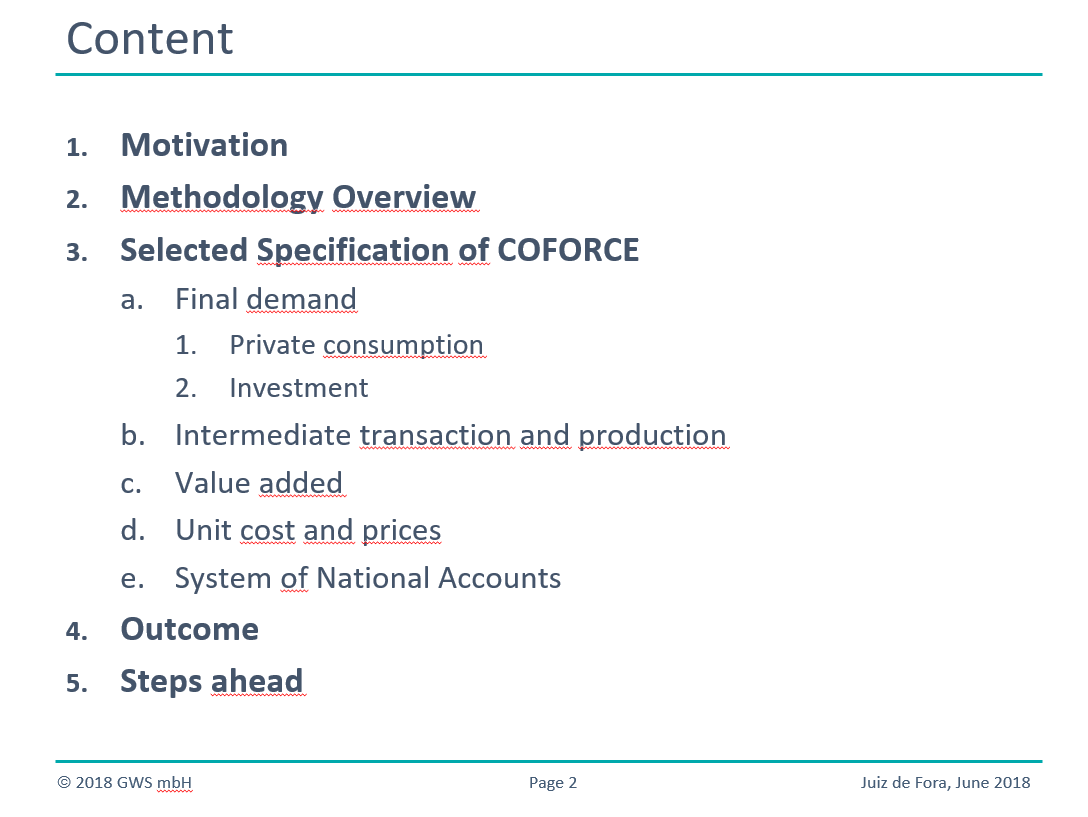 Content
1. Motivation
2. Methodology Overview
3. Selected Specification of COFORCE
a. Final demand
1. Private consumption
2. Investment
b. Intermediate transaction and production
c. Value added
d. Unit cost and prices
e. System of National Accounts
4. Outcome
5. Steps ahead
© 2018 GWS mbH Page 2 Juiz de Fora, June 2018